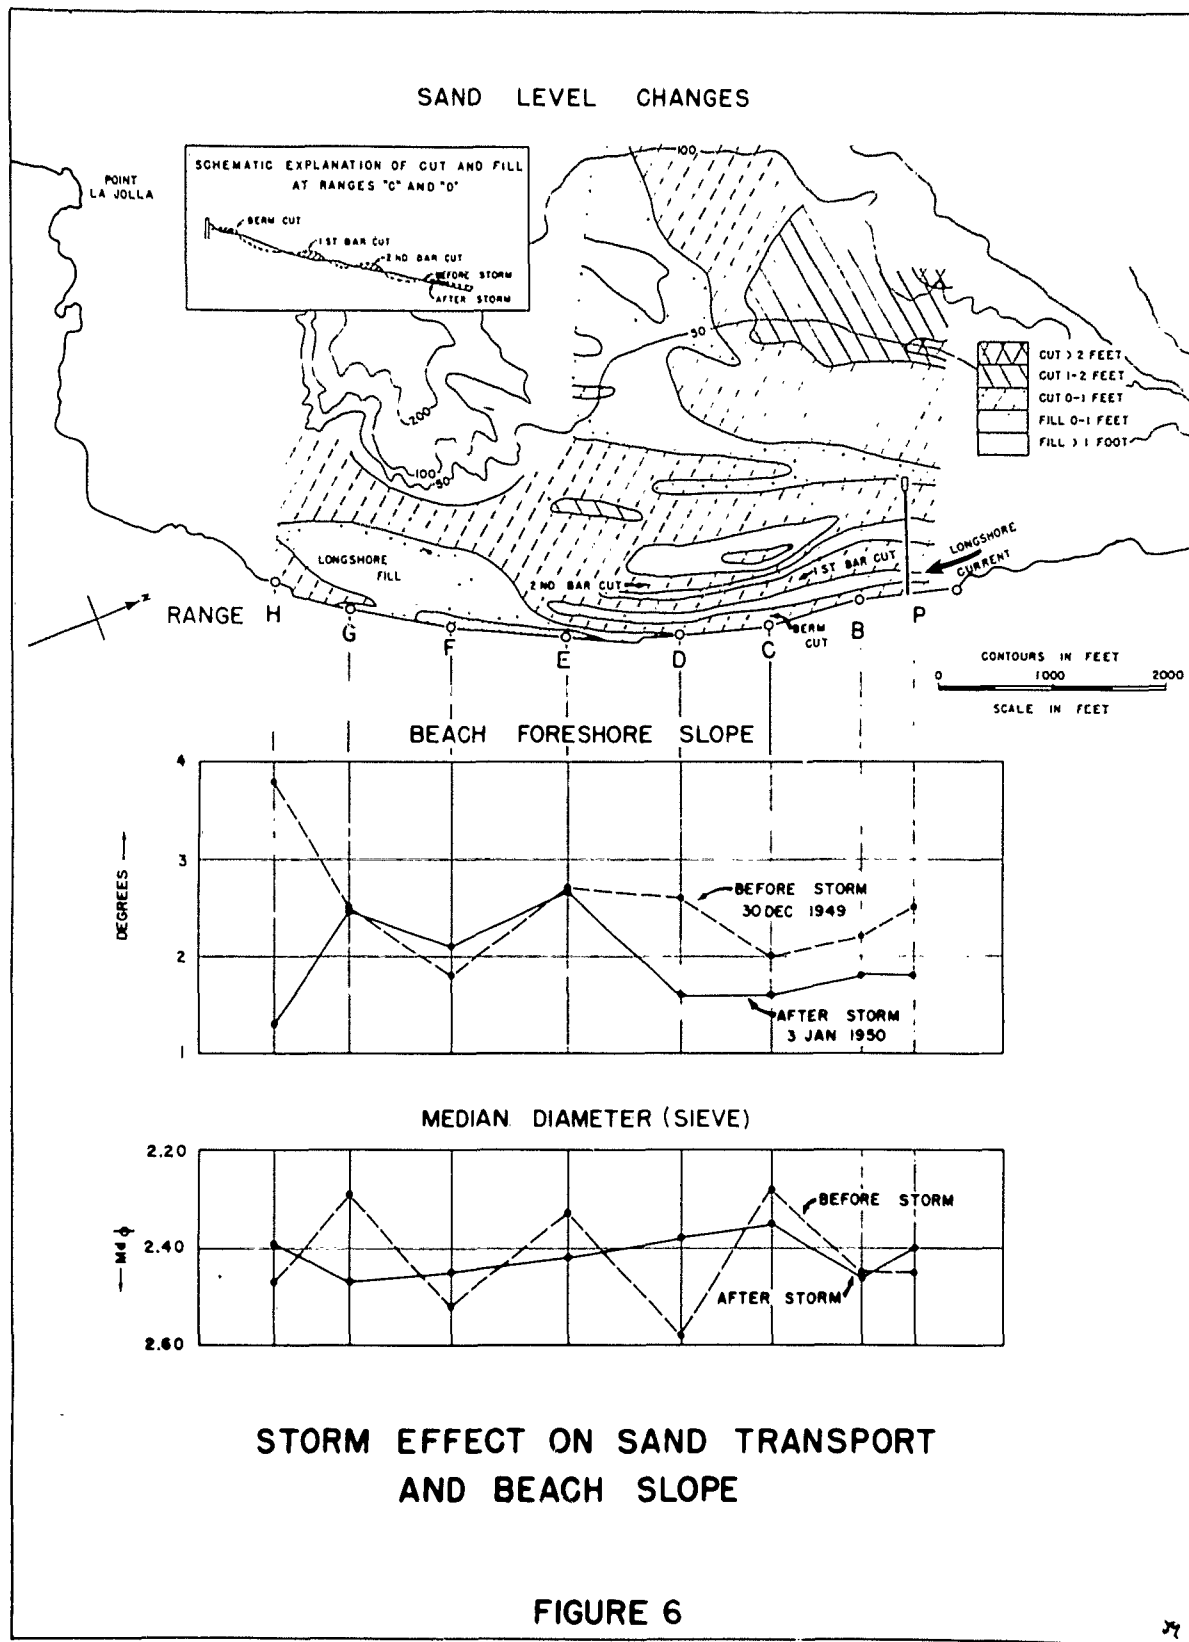 SAND LEVEL CHANGES
POINT
LA JOLLA
SCHEMATIC EXPLANATION OF CUT AND FILL
AT RANGES "C" AND "D"
BERM CUT
1 ST BAR CUT
2 ND BAR CUT
BEFORE STORM
AFTER STORM
100
50
200
100
50
CUT > 2 FEET
CUT 1-2 FEET
CUT 0-1 FEET
FILL 0-1 FEET
FILL > 1 FOOT
LONGSHORE
FILL
2 ND BAR CUT
1 ST BAR CUT
LONGSHORE
CURRENT
BERM
CUT
N
RANGE H G F E D C B P
CONTOURS IN FEET
0 1000 2000
SCALE IN FEET
BEACH FORESHORE SLOPE
4
3
2
1
DEGREES
BEFORE STORM
30 DEC 1949
AFTER STORM
3 JAN 1950
MEDIAN DIAMETER (SIEVE)
2.20
2.40
2.60
Md ϕ
BEFORE STORM
AFTER STORM
STORM EFFECT ON SAND TRANSPORT
AND BEACH SLOPE
FIGURE 6